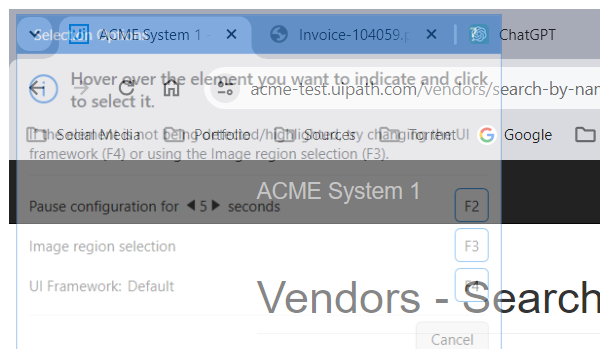 Selection Options
ACME System 1
Invoice-104059.p
ChatGPT
Hover over the element you want to indicate and click
to select it.
acme-test.uipath.com/vendors/search-by-nam
Social Media
Portfolio
Sources
Torrent
Google
If the element is not being detected/highlighted, try changing the UI
framework (F4) or using the Image region selection (F3).
ACME System 1
Pause configuration for 5 seconds
F2
Image region selection
F3
UI Framework: Default
F4
Vendors - Search
Cancel